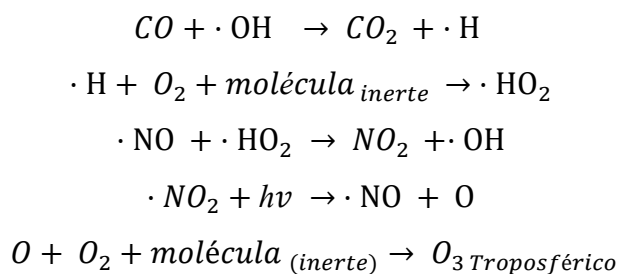 CO + · OH → CO₂ + · H
· H + O₂ + molécula inerte → · HO₂
· NO + · HO₂ → NO₂ + · OH
· NO₂ + hv → · NO + O
O + O₂ + molécula (inerte) → O₃ Troposférico